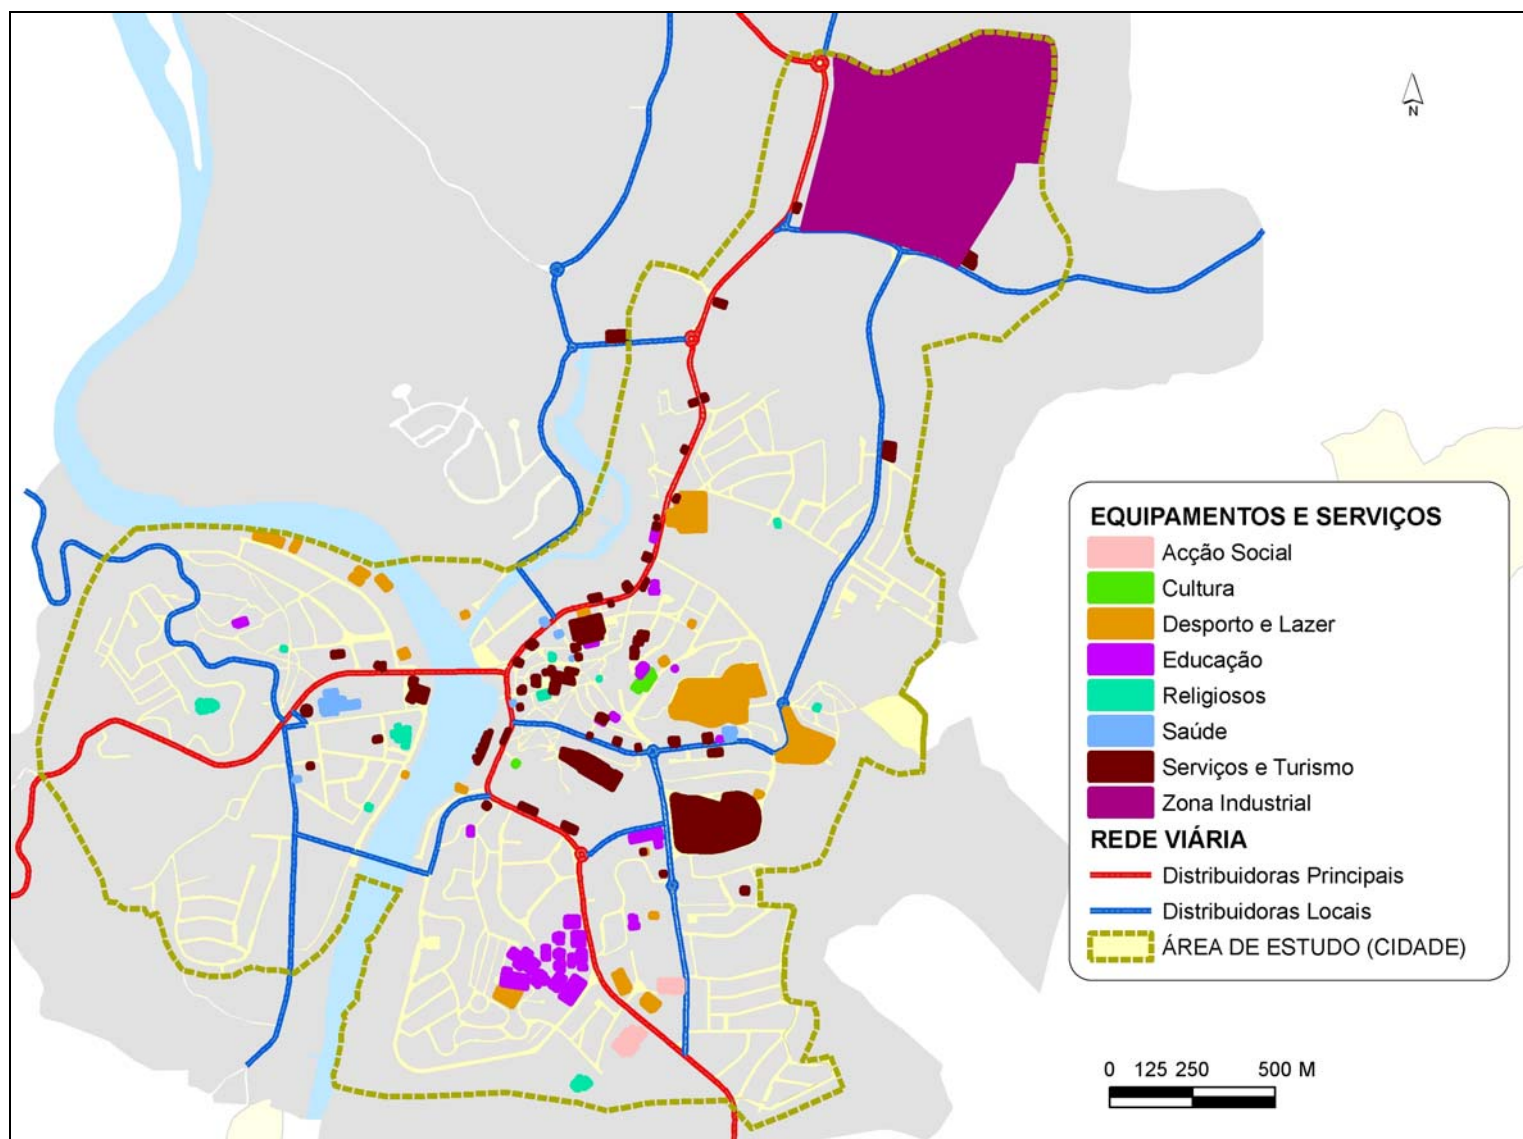 N
EQUIPAMENTOS E SERVIÇOS
Acção Social
Cultura
Desporto e Lazer
Educação
Religiosos
Saúde
Serviços e Turismo
Zona Industrial
REDE VIÁRIA
Distribuidoras Principais
Distribuidoras Locais
ÁREA DE ESTUDO (CIDADE)
0 125 250 500 M